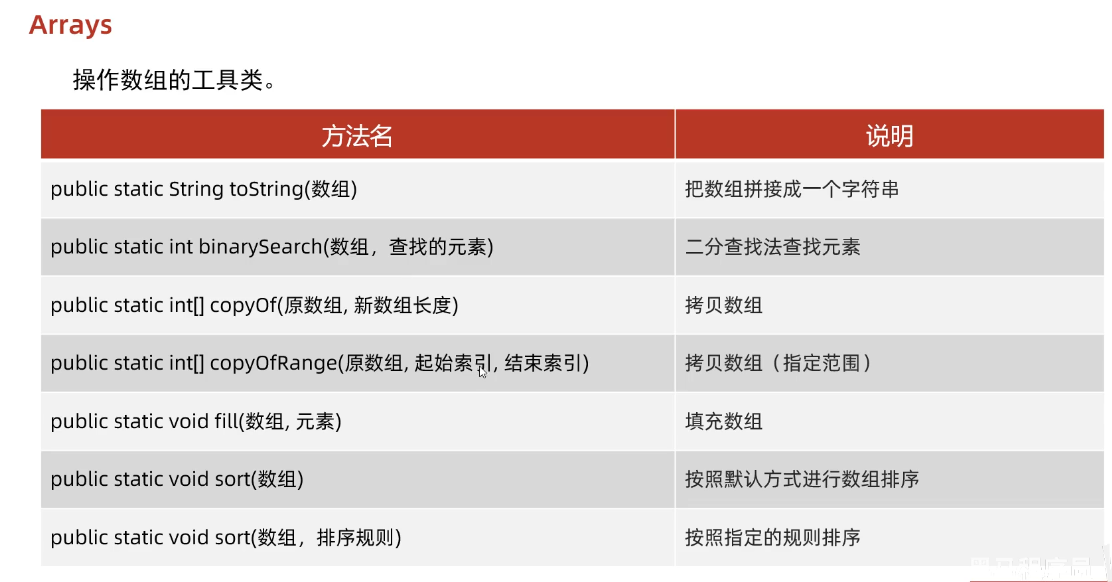 Arrays
操作数组的工具类。
方法名 说明
public static String toString(数组) 把数组拼接成一个字符串
public static int binarySearch(数组，查找的元素) 二分查找法查找元素
public static int[] copyOf(原数组, 新数组长度) 拷贝数组
public static int[] copyOfRange(原数组, 起始索引, 结束索引) 拷贝数组（指定范围）
public static void fill(数组, 元素) 填充数组
public static void sort(数组) 按照默认方式进行数组排序
public static void sort(数组，排序规则) 按照指定的规则排序